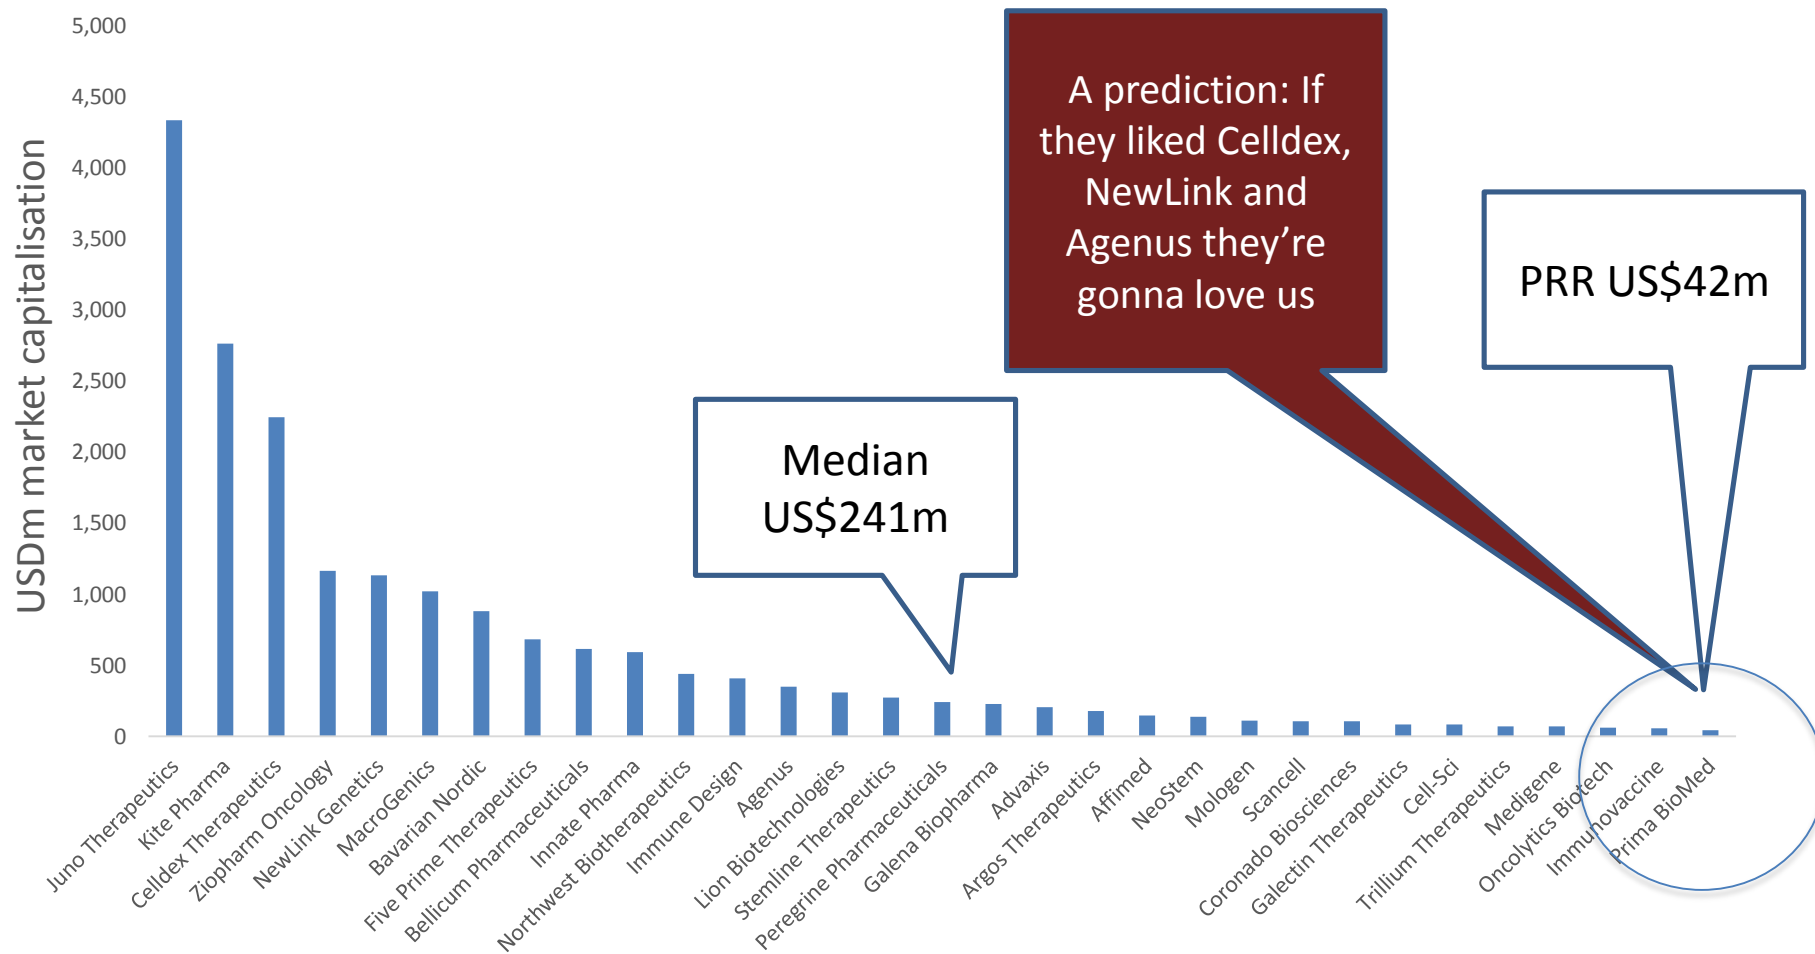 USDm market capitalisation
5,000
4,500
4,000
3,500
3,000
2,500
2,000
1,500
1,000
500
0
A prediction: If
they liked Celldex,
NewLink and
Agenus they’re
gonna love us
PRR US$42m
Median
US$241m
Juno Therapeutics
Kite Pharma
Celldex Therapeutics
Ziopharm Oncology
NewLink Genetics
MacroGenics
Bavarian Nordic
Five Prime Therapeutics
Bellicum Pharmaceuticals
Innate Pharma
Northwest Biotherapeutics
Immune Design
Agenus
Lion Biotechnologies
Stemline Therapeutics
Peregrine Pharmaceuticals
Galena Biopharma
Advaxis
Argos Therapeutics
Affimed
NeoStem
Mologen
Scancell
Coronado Biosciences
Galectin Therapeutics
Cell-Sci
Trillium Therapeutics
Medigene
Oncolytics Biotech
Immunovaccine
Prima BioMed